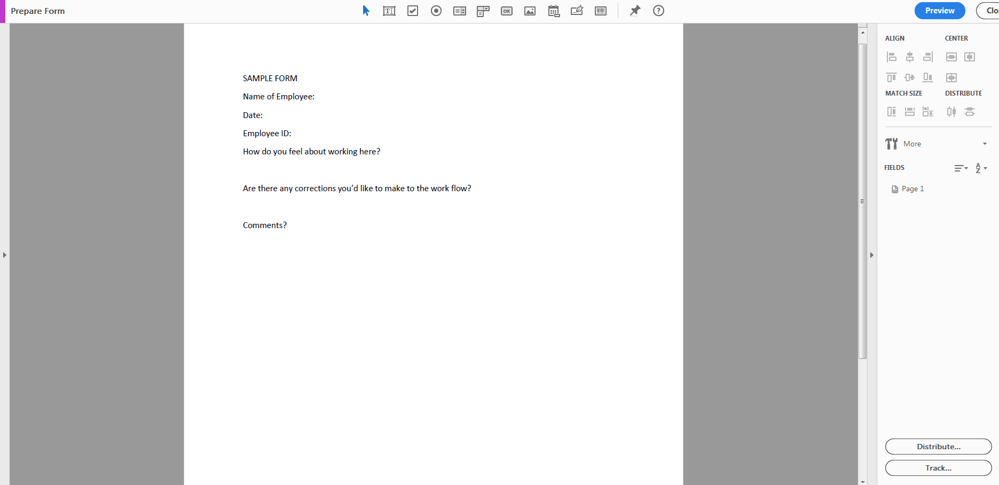 Prepare Form
OK
Preview
Clo
ALIGN
CENTER
MATCH SIZE
DISTRIBUTE
More
FIELDS
A
Z
Page 1
Distribute...
Track...
SAMPLE FORM
Name of Employee:
Date:
Employee ID:
How do you feel about working here?
Are there any corrections you’d like to make to the work flow?
Comments?